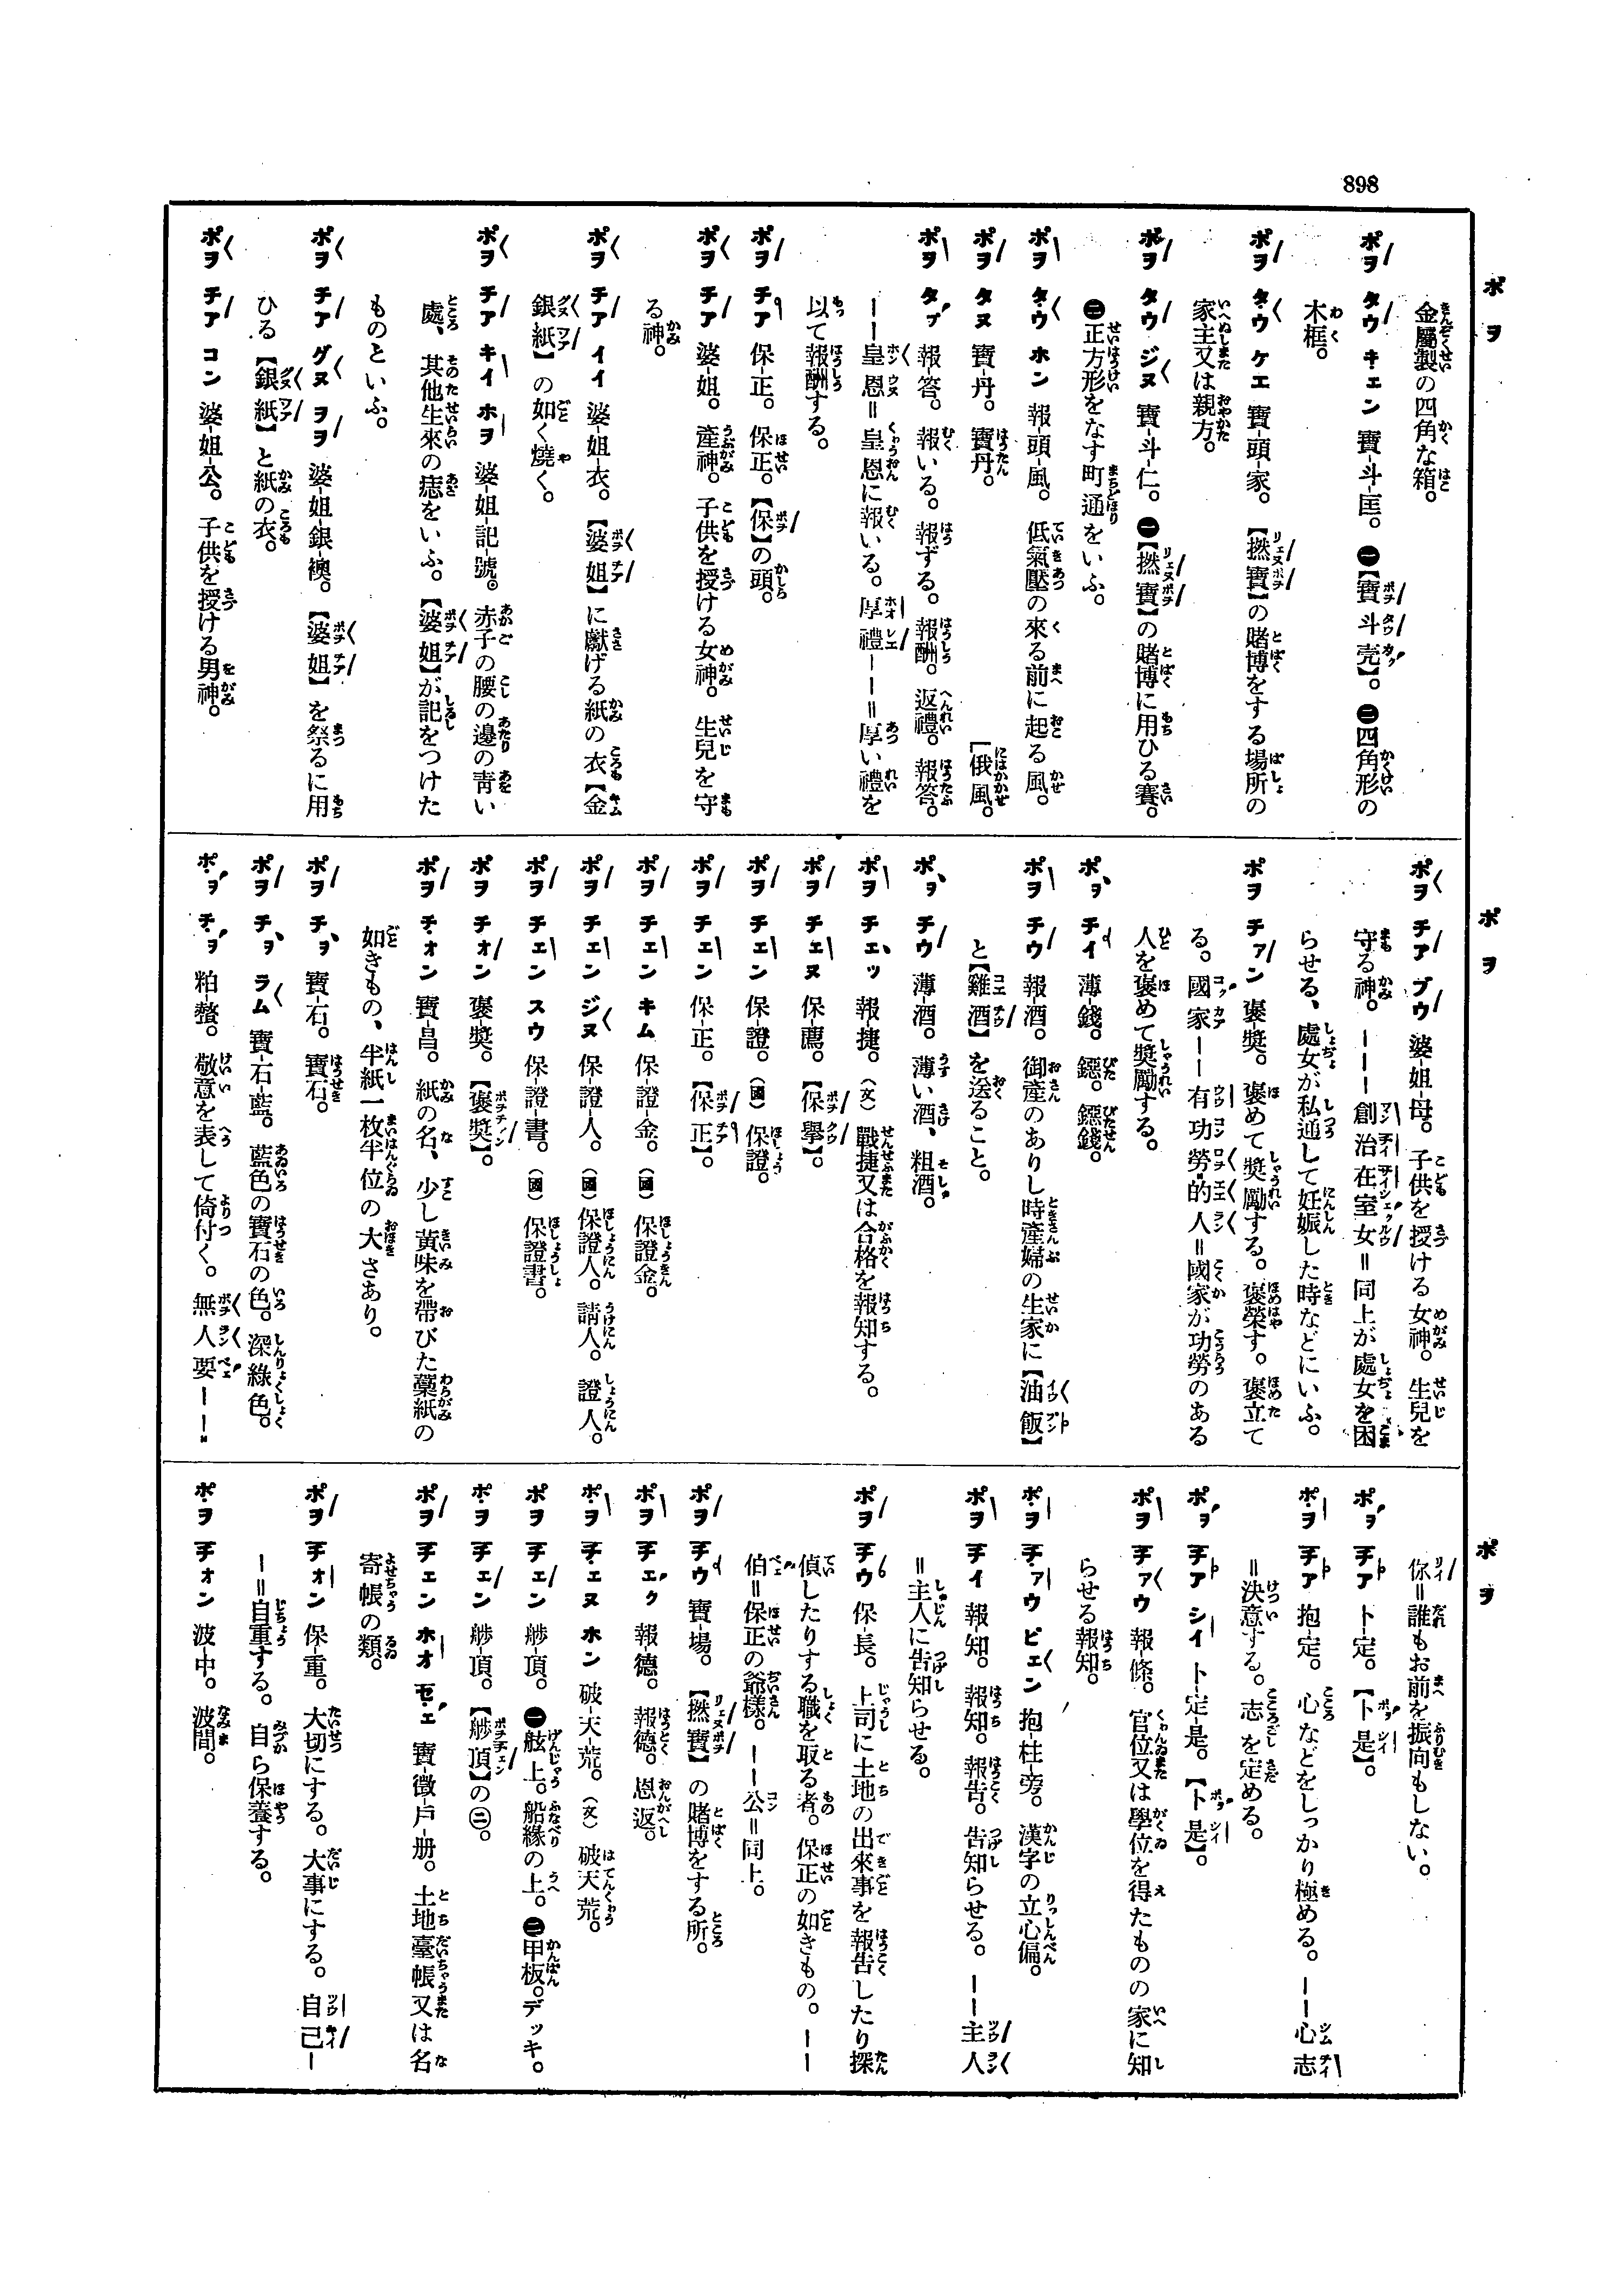 898
ポヲ
金屬製の四角な箱。
ポヲ タウ キェン 寶-斗-匡。㊀【寶斗壳】。㊁四角形の
木框。
ポヲ タ・ウ ケエ 寶-頭-家。【撚寶】の賭博をする場所の
家主又は親方。
ポヲ タウ ジヌ 寶-斗-仁。㊀【撚寶】の賭博に用ひる賽。
㊁正方形をなす町通をいふ。
ポヲ タ・ウ ホン 報-頭-風。低氣壓の來る前に起る風。
ポヲ タヌ 寶-丹。寶丹。[俄風。
ポヲ タプ 報-答。報いる。報ずる。報酬。返禮。報答。
――皇恩＝皇恩に報いる。厚禮――＝厚い禮を
以て報酬する。
ポヲ チア 保-正。保正。【保】の頭。
ポヲ チア 婆-姐。產神。子供を授ける女神。生兒を守
る神。
ポヲ チア イイ 婆-姐-衣。【婆姐】に獻げる紙の衣【金
銀紙】の如く燒く。
ポヲ チア キイ ホヲ 婆-姐-記-號。赤子の腰の邊の靑い
處、其他生來の痣をいふ。【婆姐】が記をつけた
ものといふ。
ポヲ チア グヌ ヲヲ 婆-姐-銀-襖。【婆姐】を祭るに用
ひる【銀紙】と紙の衣。
ポヲ チア コン 婆-姐-公。子供を授ける男神。
ポヲ
ポヲ チア ブウ 婆-姐-母。子供を授ける女神。生兒を
守る神。―――創治在室女＝同上が處女を困
らせる、處女が私通して妊娠した時などにいふ。
ポヲ チァン 褒-奬。褒めて奬勵する。褒榮す。褒立て
る。國家――有功勞的人＝國家が功勞のある
人を褒めて奬勵する。
ポヲ チイ 薄-錢。鐚。鐚錢。
ポヲ チウ 報-酒。御產のありし時產婦の生家に【油飯】
と【雞酒】を送ること。
ポヲ チウ 薄-酒。薄い酒、粗酒。
ポヲ チェッ 報-捷。（文）戰捷又は合格を報知する。
ポヲ チェヌ 保-薦。【保擧】。
ポヲ チェン 保-證。（國）保證。
ポヲ チェン 保-正。【保正】。
ポヲ チェン キム 保-證-金。（國）保證金。
ポヲ チェン ジヌ 保-證-人。（國）保證人。請人。證人。
ポヲ チェン スウ 保-證-書。（國）保證書。
ポヲ チォン 褒奬。【褒奬】。
ポヲ チ・ォン 寶-昌。紙の名、少し黃味を帶びた藁紙の
如きもの、半紙一枚半位の大さあり。
ポヲ チヲ 寶-石。寶石。
ポヲ チヲ ラム 寶-石-藍。藍色の寶石の色。深綠色。
ポ・ヲ チ・ヲ 粕-螯。敬意を表して倚付く。無人要――
ポヲ
你＝誰もお前を振向もしない。
ポ・ヲ チア 卜-定。【卜是】。
ポ・ヲ チア 抱-定。心などをしっかり極める。――心志
＝決意する。志を定める。
ポ・ヲ チア シイ 卜-定-是。【卜是】。
ポヲ チ・ァウ 報-條。官位又は學位を得たものの家に知
らせる報知。
ポ・ヲ チ・ァウ ピェン 抱-柱-旁。漢字の立心偏。
ポヲ チイ 報-知。報知。報告。告知らせる。――主人
＝主人に告知らせる。
ポヲ チウ 保-長。上司に土地の出來事を報告したり探
偵したりする職を取る者。保正の如きもの。――
伯＝保正の爺樣。――公＝同上。
ポヲ チウ 寶-場。【撚寶】の賭博をする所。
ポヲ チェク 報-德。報德。恩返。
ポ・ヲ チ・ェヌ ホン 破-天-荒。（文）破天荒。
ポヲ チェン 艄-頂。㊀舷上。船緣の上。㊁甲板。デッキ。
ポ・ヲ チェン 艄-頂。【艄頂】の㊁。
ポヲ チェン ホオ セ・ェ 寶-徵-戶-册。土地臺帳又は名
寄帳の類。
ポヲ チォン 保-重。大切にする。大事にする。自己―
―＝自重する。自ら保養する。
ポ・ヲ チォン 波-中。波間。